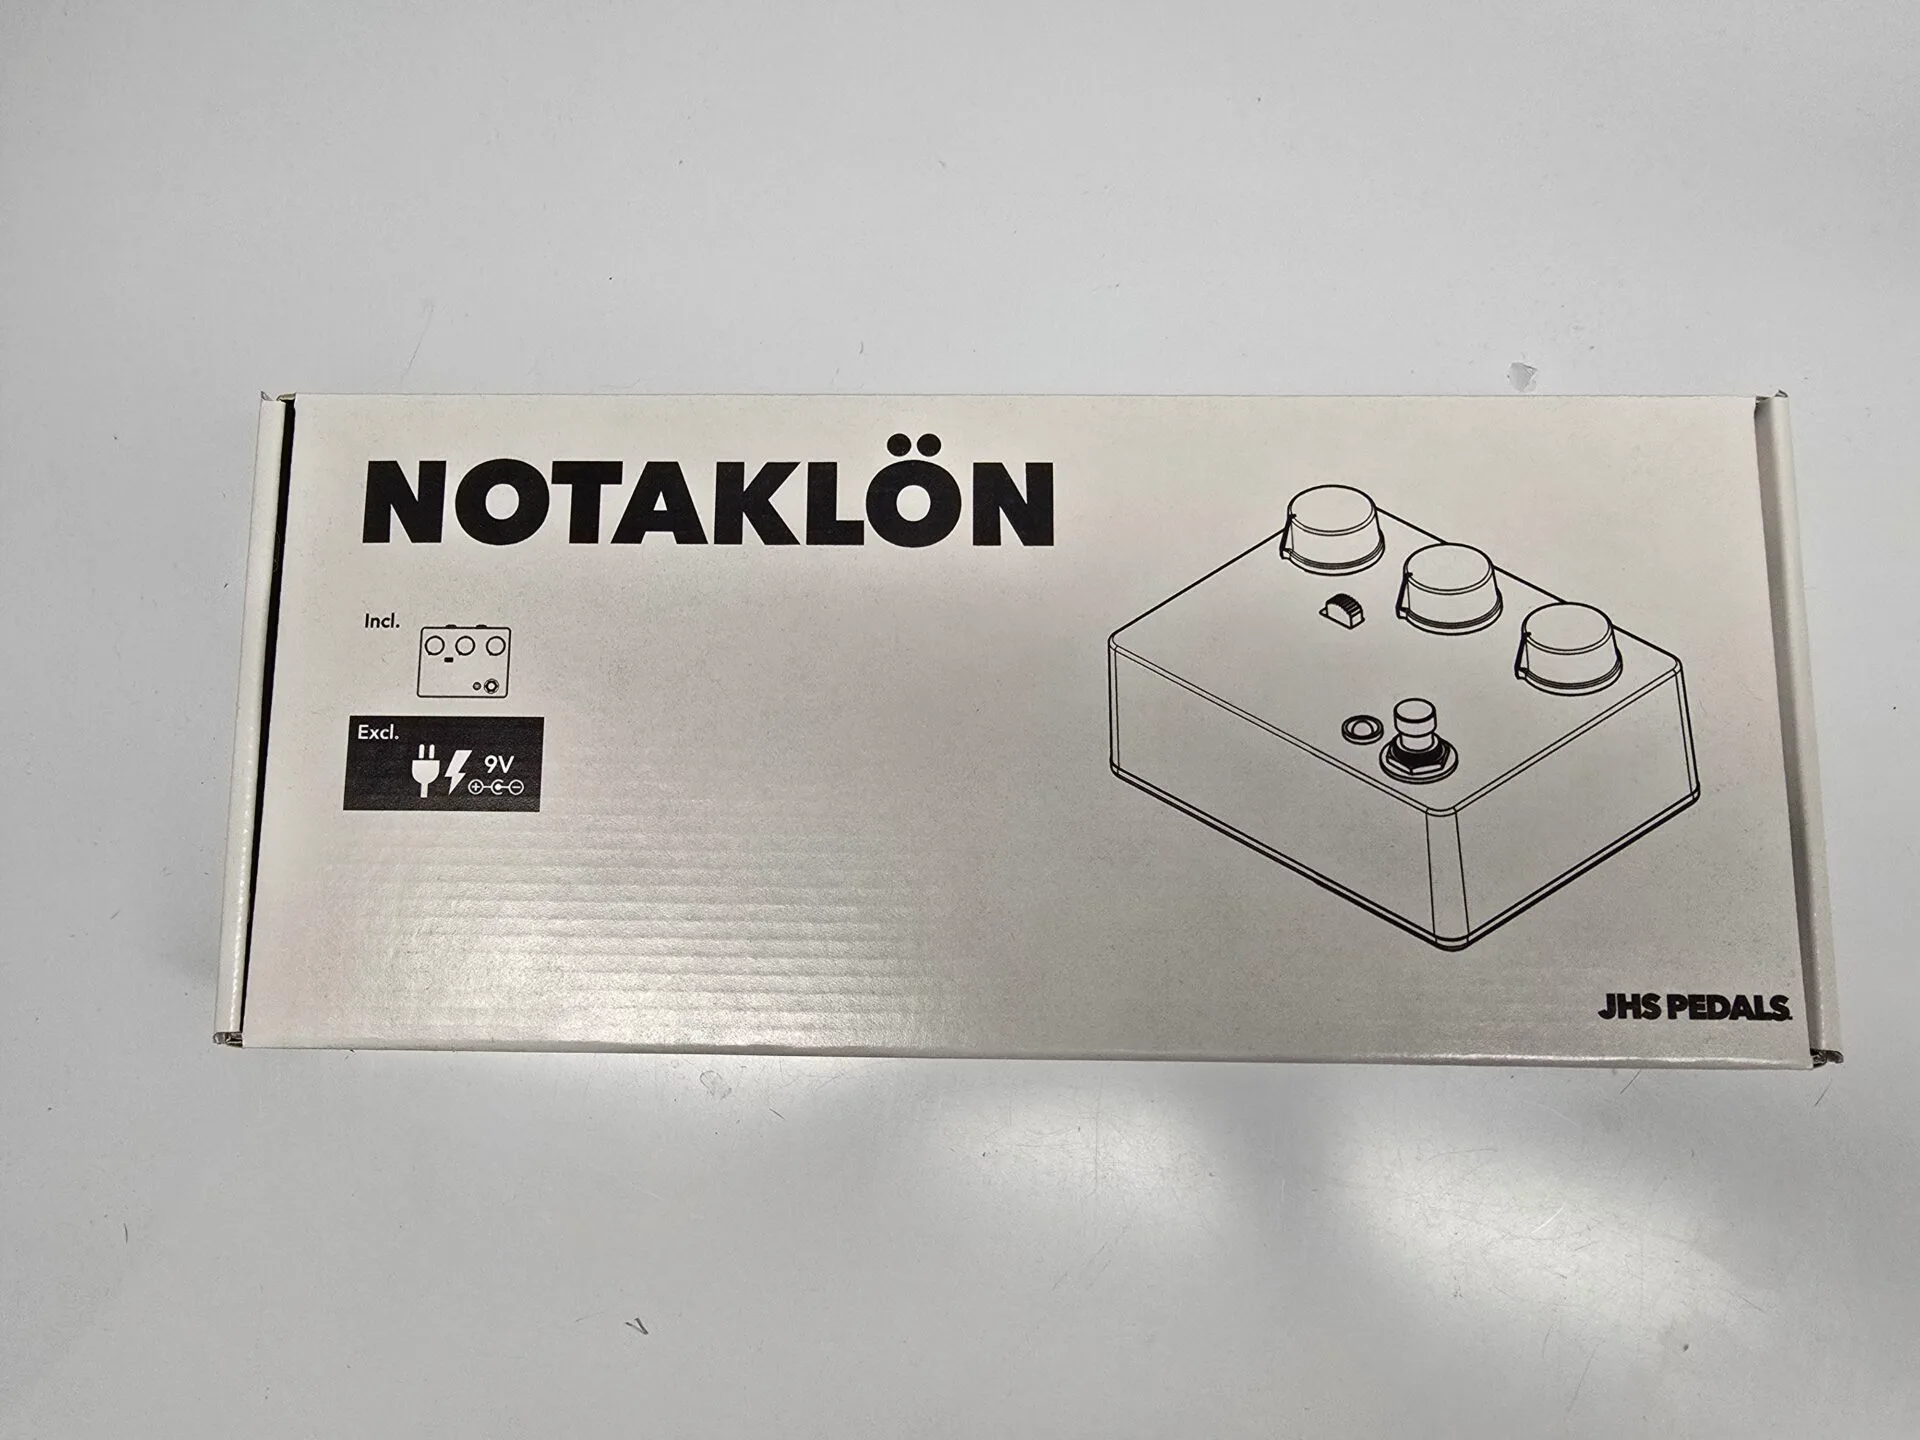 NOTAKLÖN
Incl.
Excl.
9V
JHS PEDALS